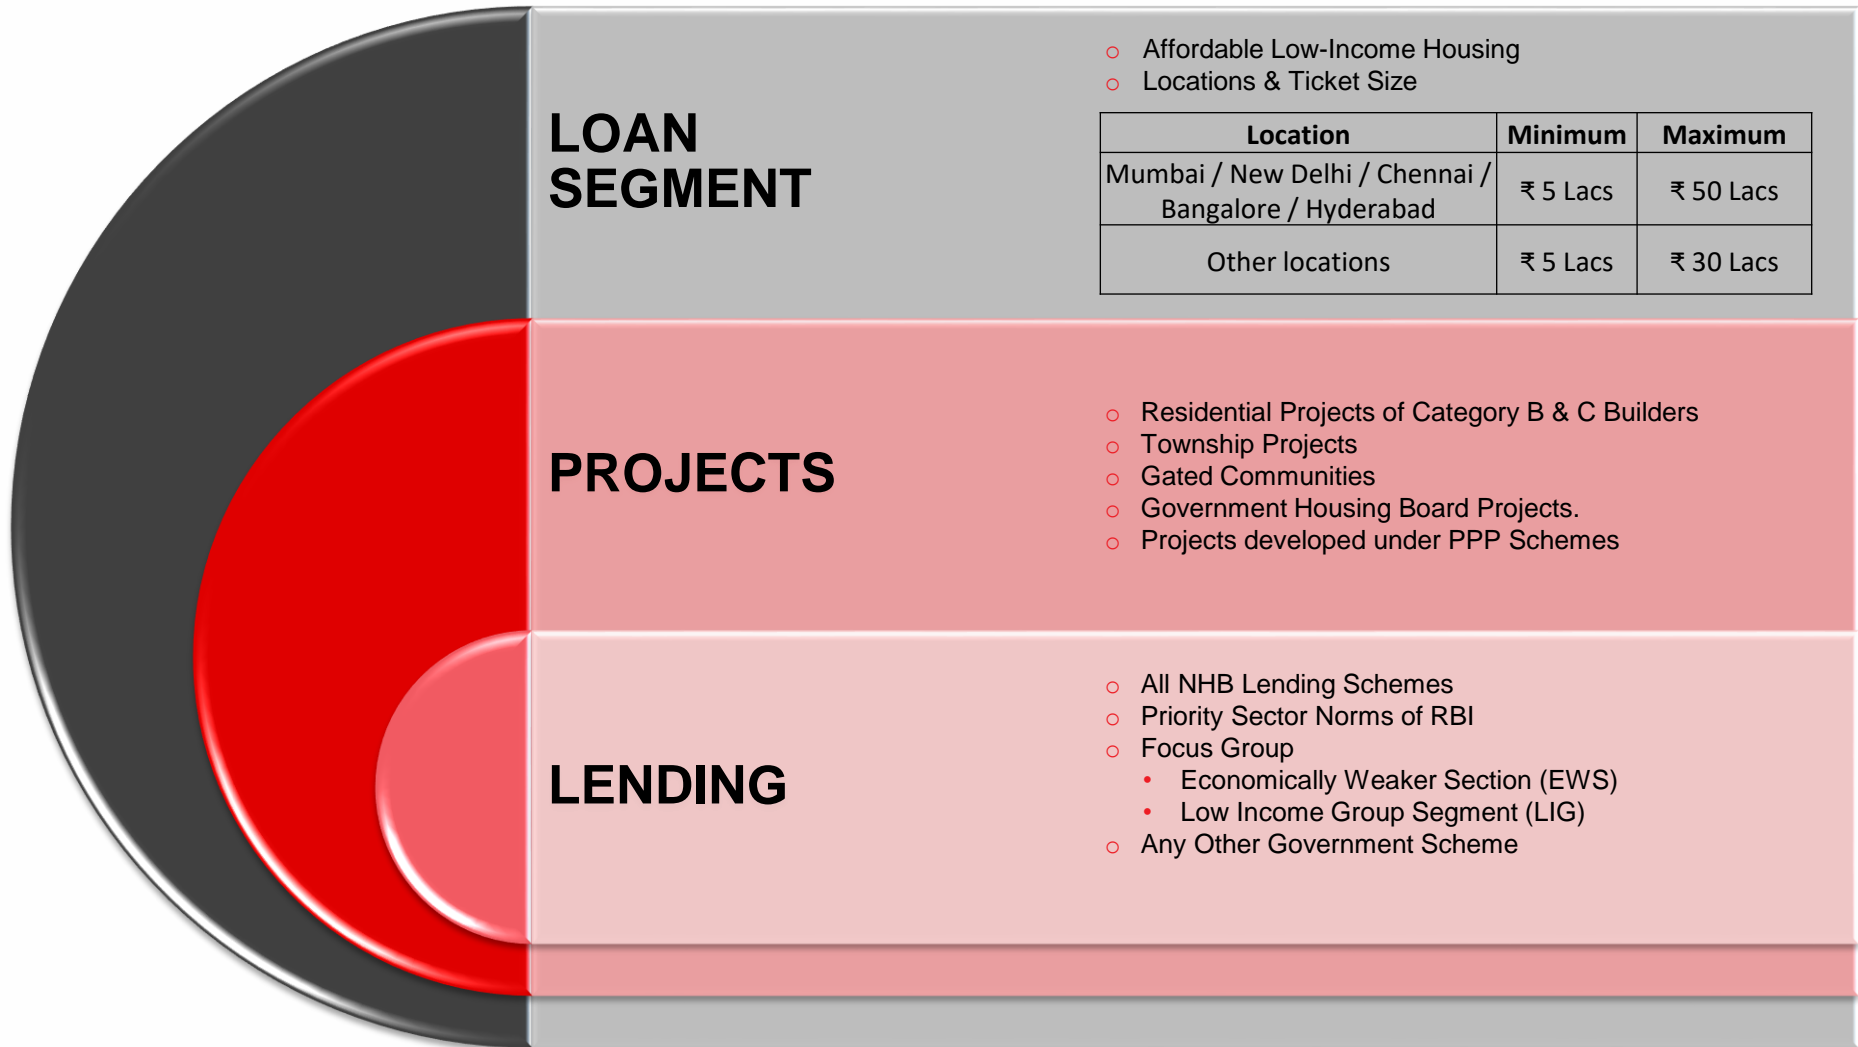 LOAN
SEGMENT
○ Affordable Low-Income Housing
○ Locations & Ticket Size
Location Minimum Maximum
Mumbai / New Delhi / Chennai /
Bangalore / Hyderabad ₹ 5 Lacs ₹ 50 Lacs
Other locations ₹ 5 Lacs ₹ 30 Lacs
PROJECTS
○ Residential Projects of Category B & C Builders
○ Township Projects
○ Gated Communities
○ Government Housing Board Projects.
○ Projects developed under PPP Schemes
LENDING
○ All NHB Lending Schemes
○ Priority Sector Norms of RBI
○ Focus Group
• Economically Weaker Section (EWS)
• Low Income Group Segment (LIG)
○ Any Other Government Scheme